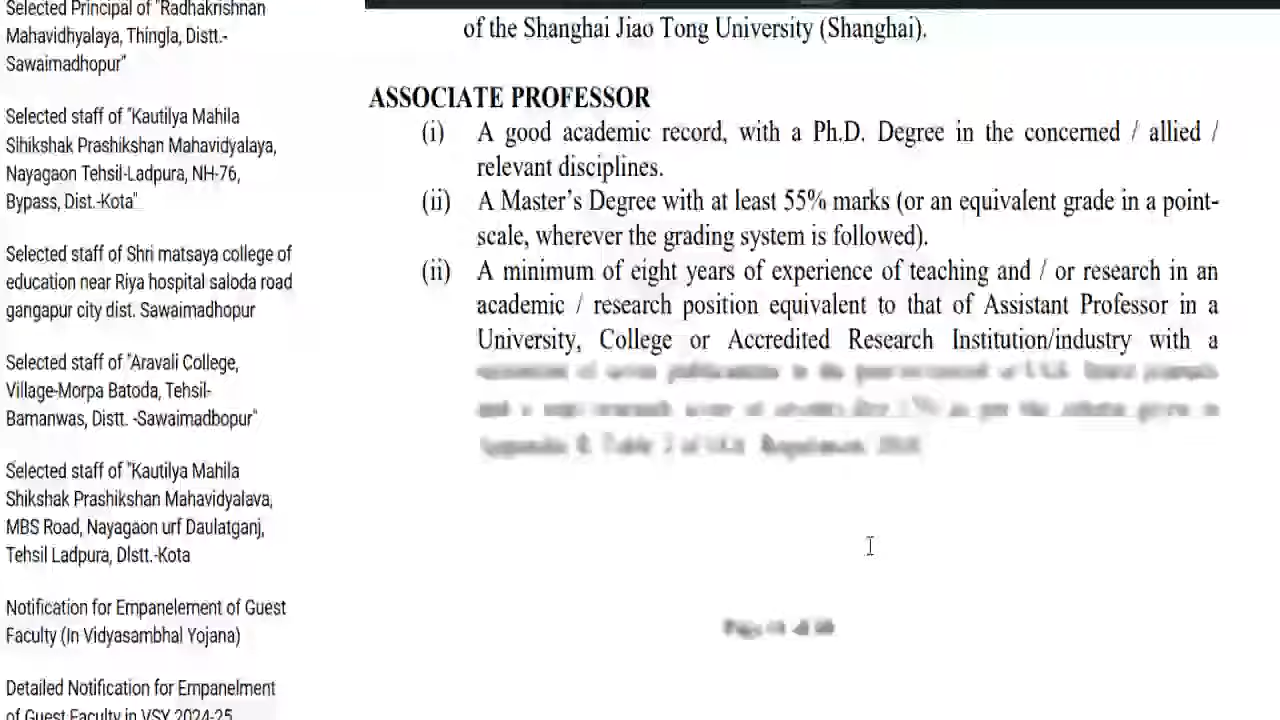 Selected Principal of "Radhakrishnan
Mahavidhyalaya, Thingla, Distt.-
Sawaimadhopur"
Selected staff of "Kautilya Mahila
Slhikshak Prashikshan Mahavidyalaya,
Nayagaon Tehsil-Ladpura, NH-76,
Bypass, Dist.-Kota"
Selected staff of Shri matsaya college of
education near Riya hospital saloda road
gangapur city dist. Sawaimadhopur
Selected staff of "Aravali College,
Village-Morpa Batoda, Tehsil-
Bamanwas, Distt. -Sawaimadbopur"
Selected staff of "Kautilya Mahila
Shikshak Prashikshan Mahavidyalava,
MBS Road, Nayagaon urf Daulatganj,
Tehsil Ladpura, Dlstt.-Kota
Notification for Empanelement of Guest
Faculty (In Vidyasambhal Yojana)
Detailed Notification for Empanelment
of Guest Faculty in VSY 2024-25
of the Shanghai Jiao Tong University (Shanghai).
ASSOCIATE PROFESSOR
(i) A good academic record, with a Ph.D. Degree in the concerned / allied /
relevant disciplines.
(ii) A Master's Degree with at least 55% marks (or an equivalent grade in a point-
scale, wherever the grading system is followed).
(ii) A minimum of eight years of experience of teaching and / or research in an
academic / research position equivalent to that of Assistant Professor in a
University, College or Accredited Research Institution/industry with a